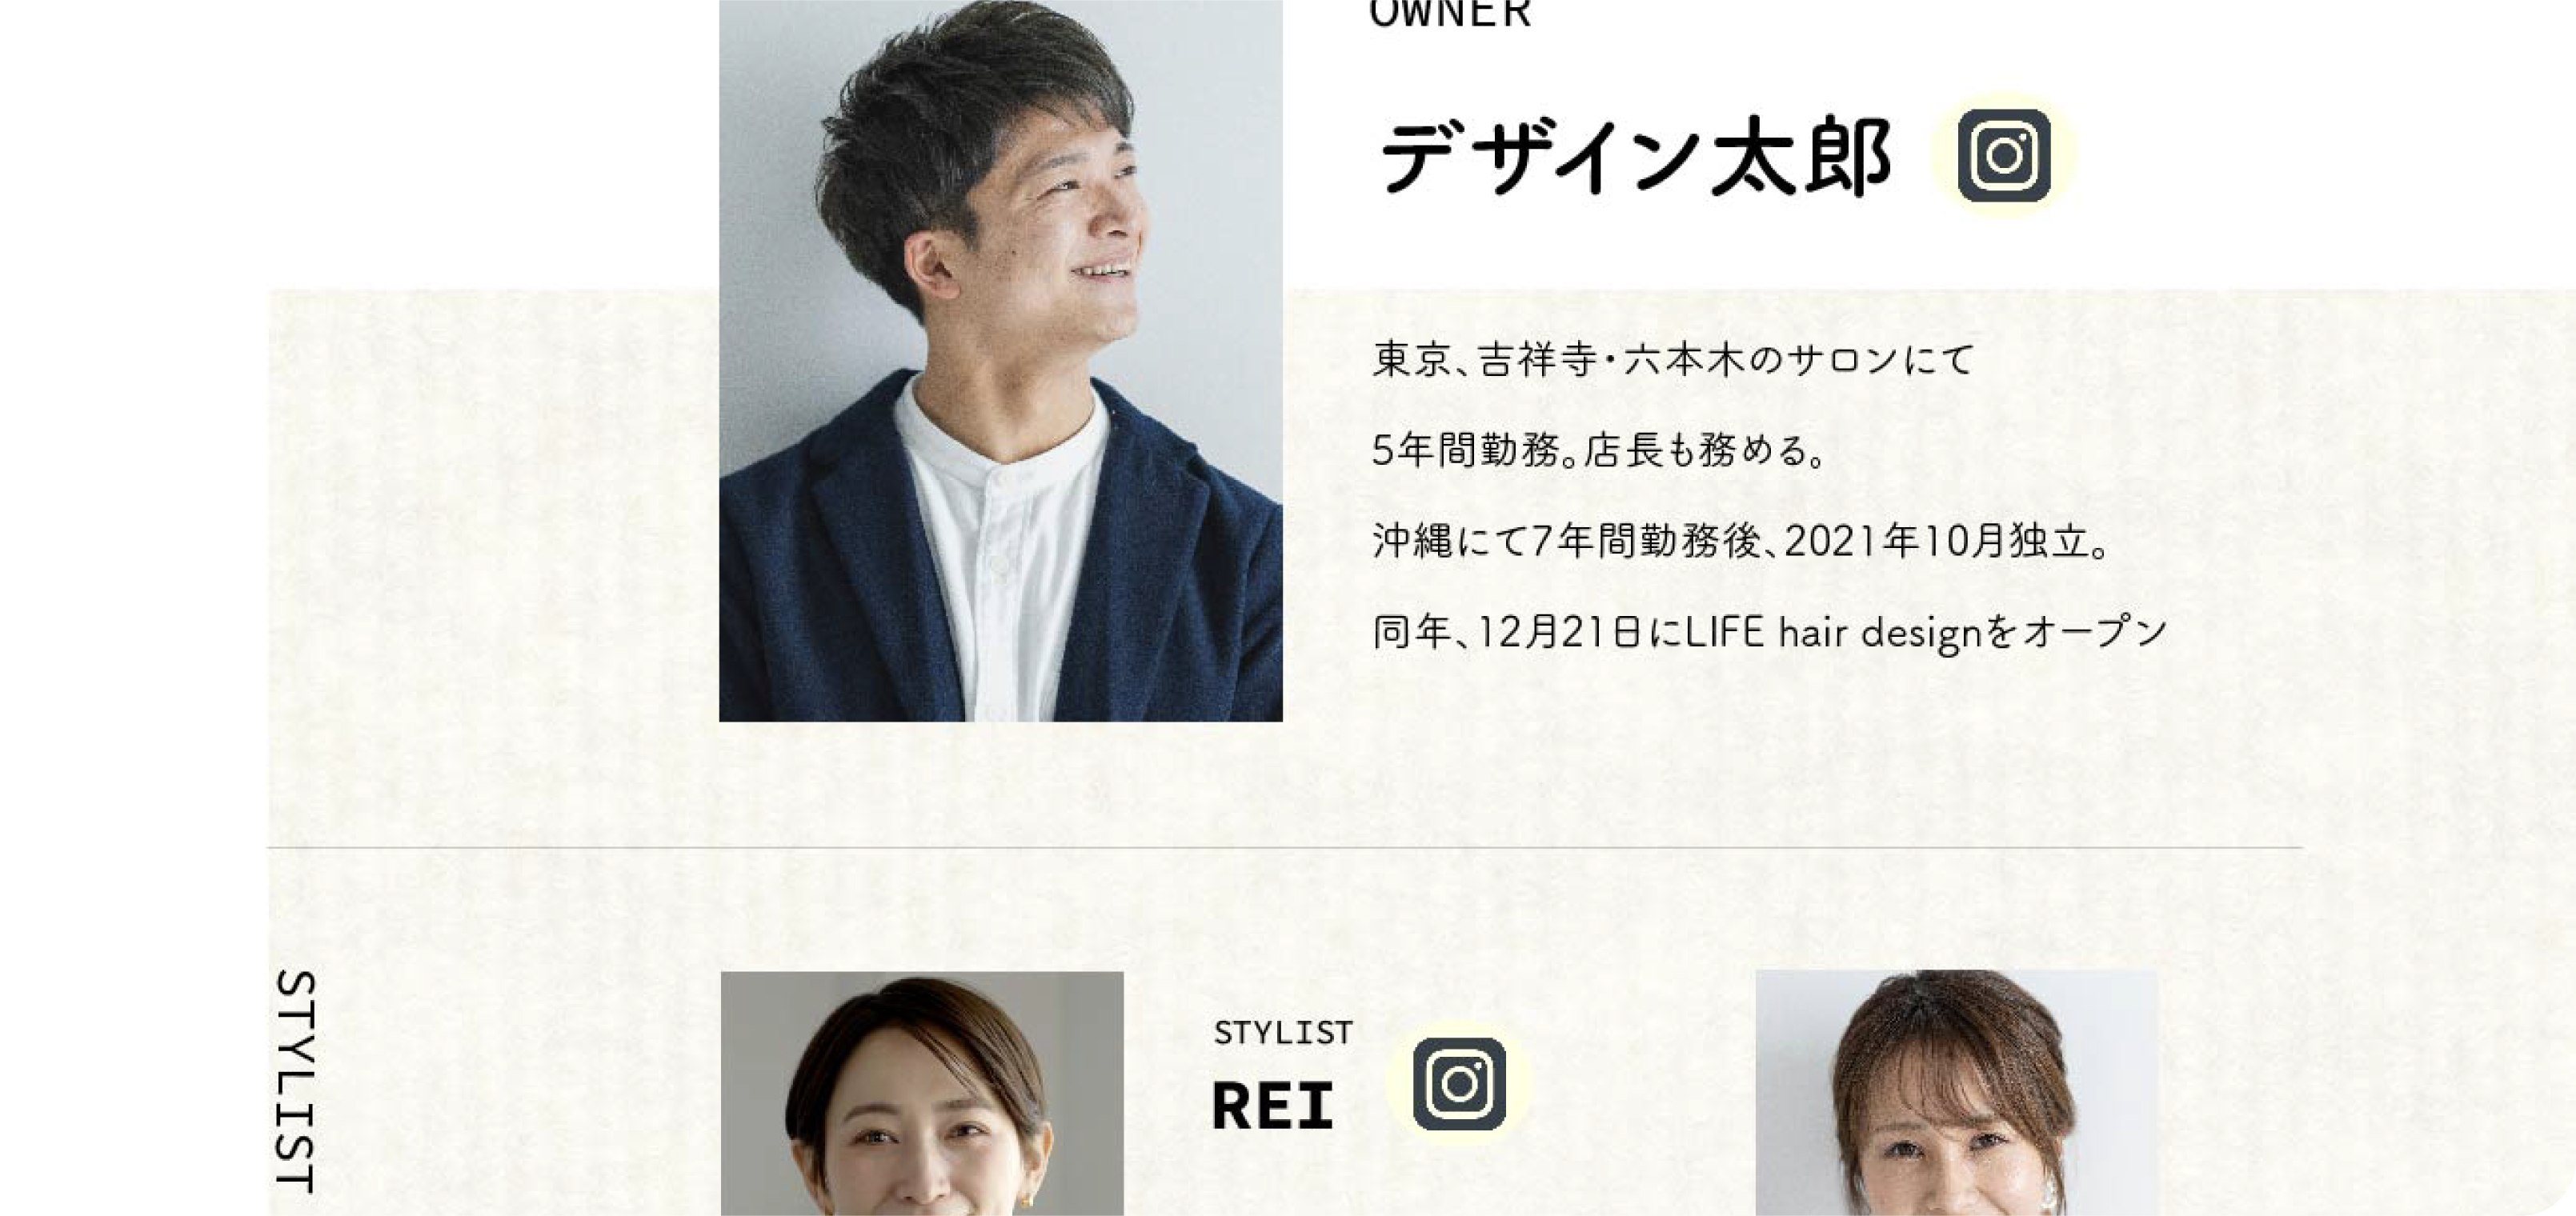 OWNER
デザイン太郎
東京、吉祥寺・六本木のサロンにて
5年間勤務。店長も務める。
沖縄にて7年間勤務後、2021年10月独立。
同年、12月21日にLIFE hair designをオープン
STYLIST
STYLIST
REI